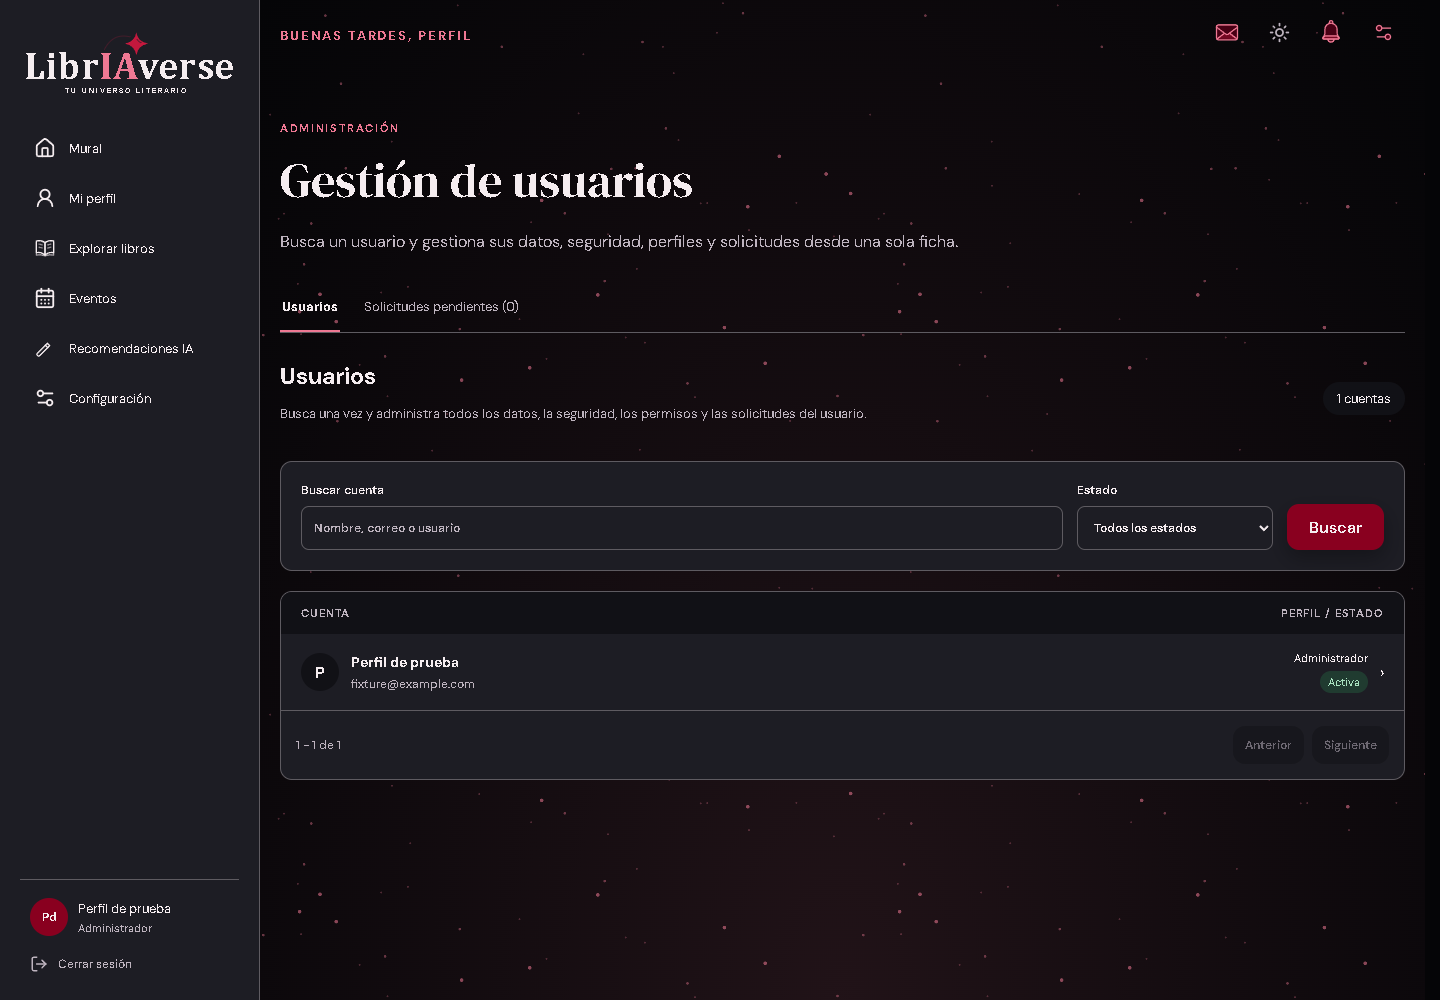 LibrIAverse
TU UNIVERSO LITERARIO
Mural
Mi perfil
Explorar libros
Eventos
Recomendaciones IA
Configuración
Pd
Perfil de prueba
Administrador
Cerrar sesión
BUENAS TARDES, PERFIL
ADMINISTRACIÓN
Gestión de usuarios
Busca un usuario y gestiona sus datos, seguridad, perfiles y solicitudes desde una sola ficha.
Usuarios Solicitudes pendientes (0)
Usuarios
Busca una vez y administra todos los datos, la seguridad, los permisos y las solicitudes del usuario.
1 cuentas
Buscar cuenta Estado
Nombre, correo o usuario Todos los estados Buscar
CUENTA PERFIL / ESTADO
P
Perfil de prueba
fixture@example.com
Administrador
Activa
1–1 de 1 Anterior Siguiente